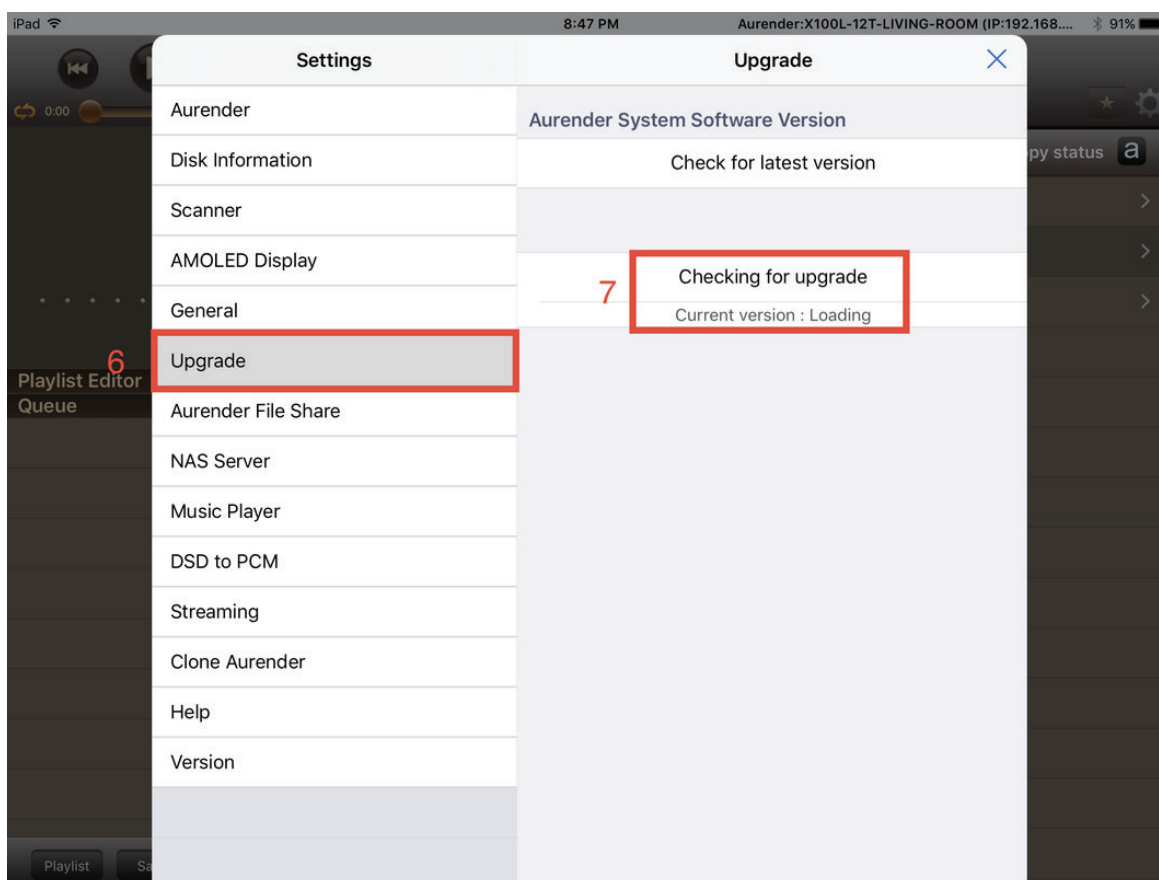 iPad 8:47 PM Aurender:X100L-12T-LIVING-ROOM (IP:192.168.... 91%
Settings
Upgrade
0:00
Aurender
Disk Information
Scanner
AMOLED Display
General
6
Upgrade
Aurender File Share
NAS Server
Music Player
DSD to PCM
Streaming
Clone Aurender
Help
Version
Aurender System Software Version
Check for latest version
7
Checking for upgrade
Current version : Loading
py status a
Playlist Editor
Queue
Playlist Sa